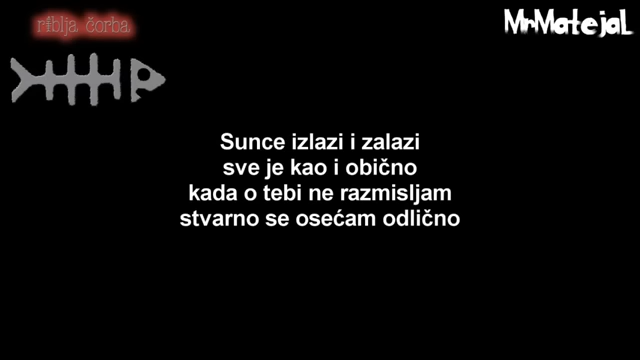 riblja čorba
MrMatejaL
Sunce izlazi i zalazi
sve je kao i obično
kada o tebi ne razmisljam
stvarno se osećam odlično